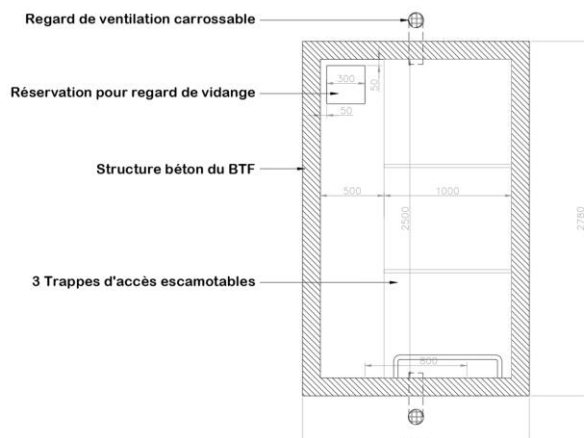 Regard de ventilation carrossable
300
50
Réservation pour regard de vidange
50
Structure béton du BTF
500
1000
2500
2780
3 Trappes d'accès escamotables
800